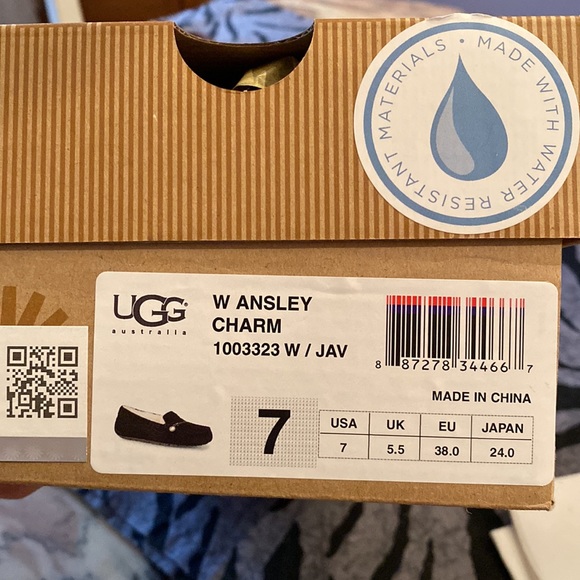 MADE WITH WATER RESISTANT MATERIALS •
UGG®
australia
W ANSLEY
CHARM
1003323 W / JAV
8 87278 34466 7
MADE IN CHINA
7
USA UK EU JAPAN
7 5.5 38.0 24.0